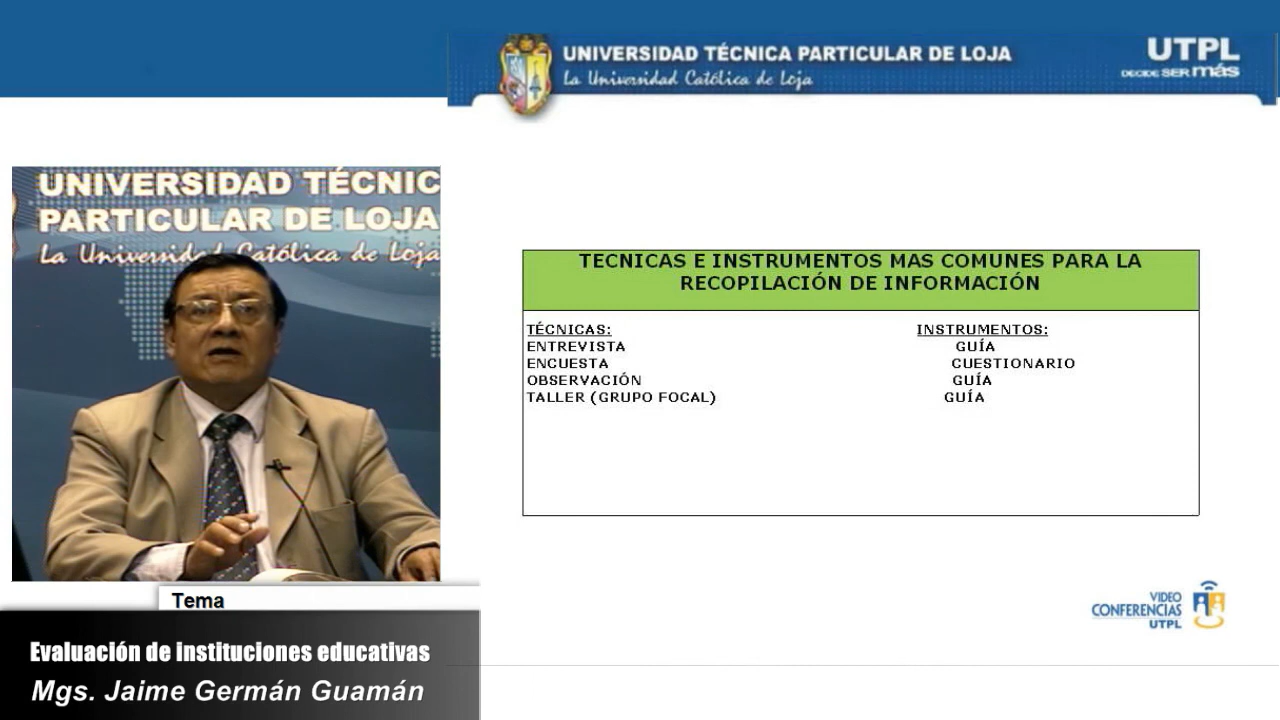 UNIVERSIDAD TÉCNICA PARTICULAR DE LOJA
La Universidad Católica de Loja
UTPL
DECIDE SER más
UNIVERSIDAD TÉCNIC
PARTICULAR DE LOJA
La Universidad Católica de Loja
TECNICAS E INSTRUMENTOS MAS COMUNES PARA LA
RECOPILACIÓN DE INFORMACIÓN
TÉCNICAS: INSTRUMENTOS:
ENTREVISTA GUÍA
ENCUESTA CUESTIONARIO
OBSERVACIÓN GUÍA
TALLER (GRUPO FOCAL) GUÍA
VIDEO
CONFERENCIAS
UTPL
Tema
Evaluación de instituciones educativas
Mgs. Jaime Germán Guamán